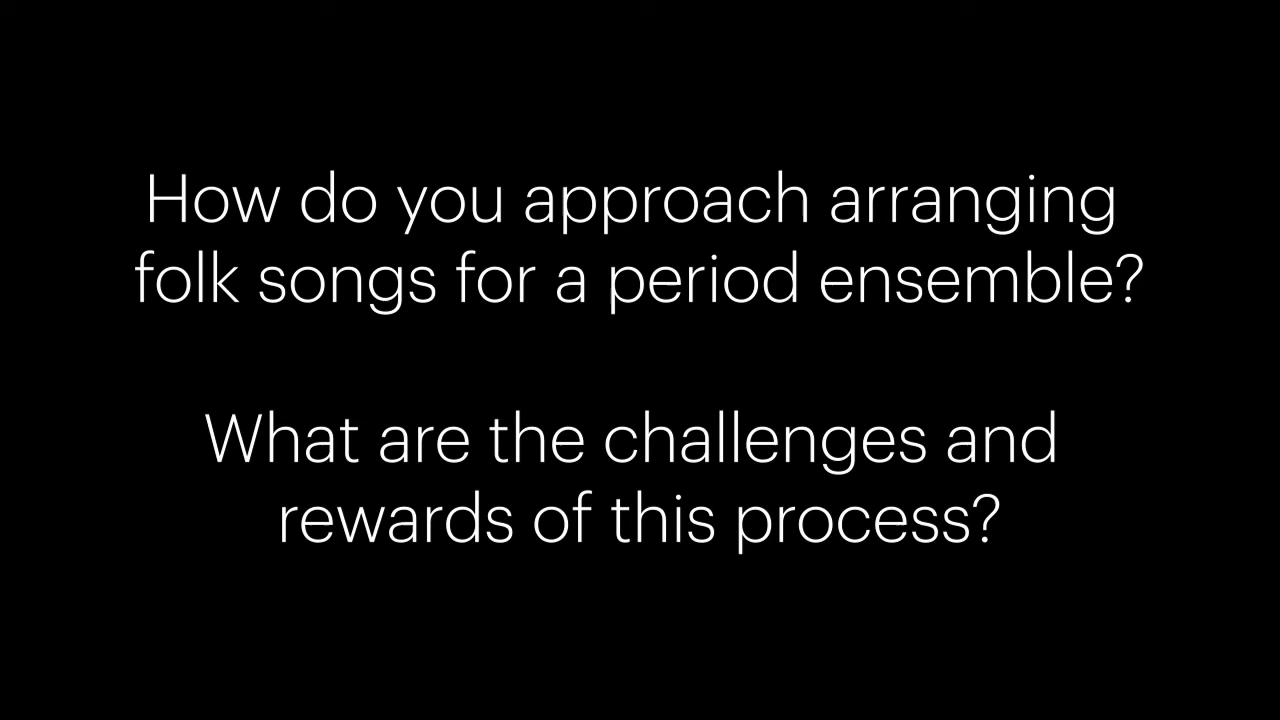 How do you approach arranging
folk songs for a period ensemble?
What are the challenges and
rewards of this process?